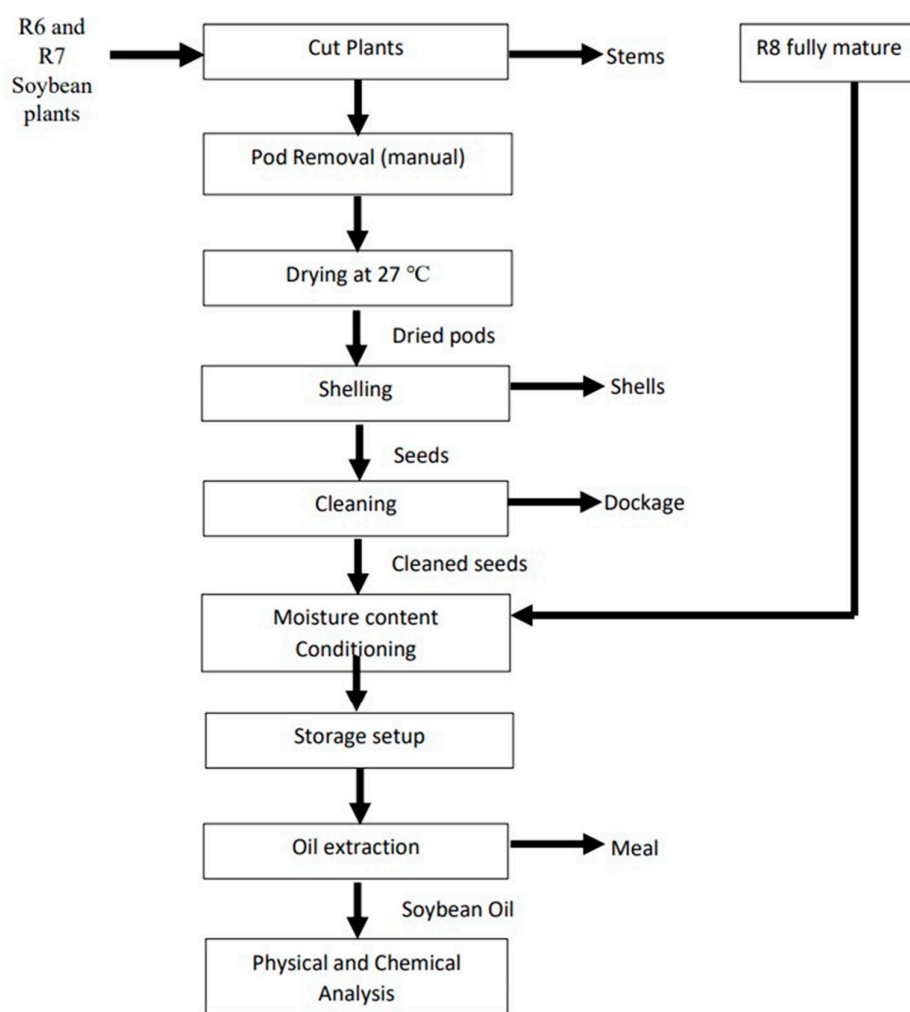 R6 and
R7
Soybean
plants
Cut Plants
Stems
R8 fully mature
Pod Removal (manual)
Drying at 27 ℃
Dried pods
Shelling
Shells
Seeds
Cleaning
Dockage
Cleaned seeds
Moisture content
Conditioning
Storage setup
Oil extraction
Meal
Soybean Oil
Physical and Chemical
Analysis